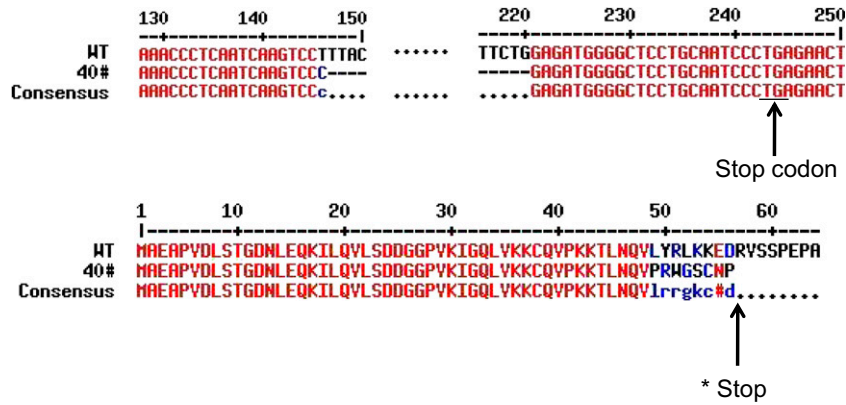 130 140 150 220 230 240 250
WT AAACCCTCAATCAAGTCCTTTAC ...... TTCTGGAGATGGGGCTCCTGCAATCCCTGAGAACT
40# AAACCCTCAATCAAGTCCC---- ...... -----GAGATGGGGCTCCTGCAATCCCTGAGAACT
Consensus AAACCCTCAATCAAGTCCc.... ...... .....GAGATGGGGCTCCTGCAATCCCTGAGAACT
Stop codon
1 10 20 30 40 50 60
WT MAEAPVDLSTGDNLEQKILQVLSDDGGPVKIGQLVKKCQVPKKTLNQVLYRLKKEDRVSSPEPA
40# MAEAPVDLSTGDNLEQKILQVLSDDGGPVKIGQLVKKCQVPKKTLNQVPRWGSCNP
Consensus MAEAPVDLSTGDNLEQKILQVLSDDGGPVKIGQLVKKCQVPKKTLNQVlrrgkc#d........
* Stop